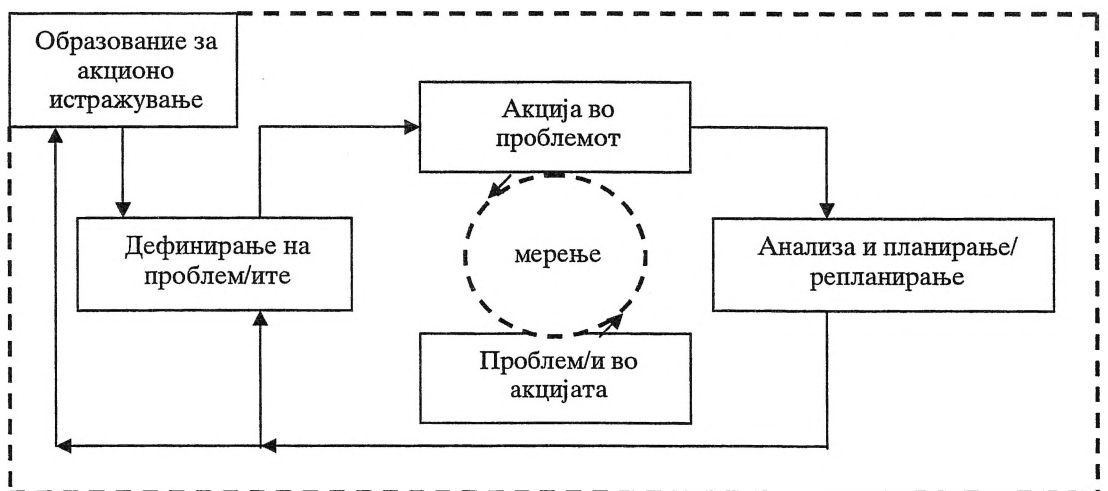 Образование за
акционо
истражување
Акција во
проблемот
Дефинирање на
проблем/ите
мерење
Анализа и планирање/
репланирање
Проблем/и во
акцијата